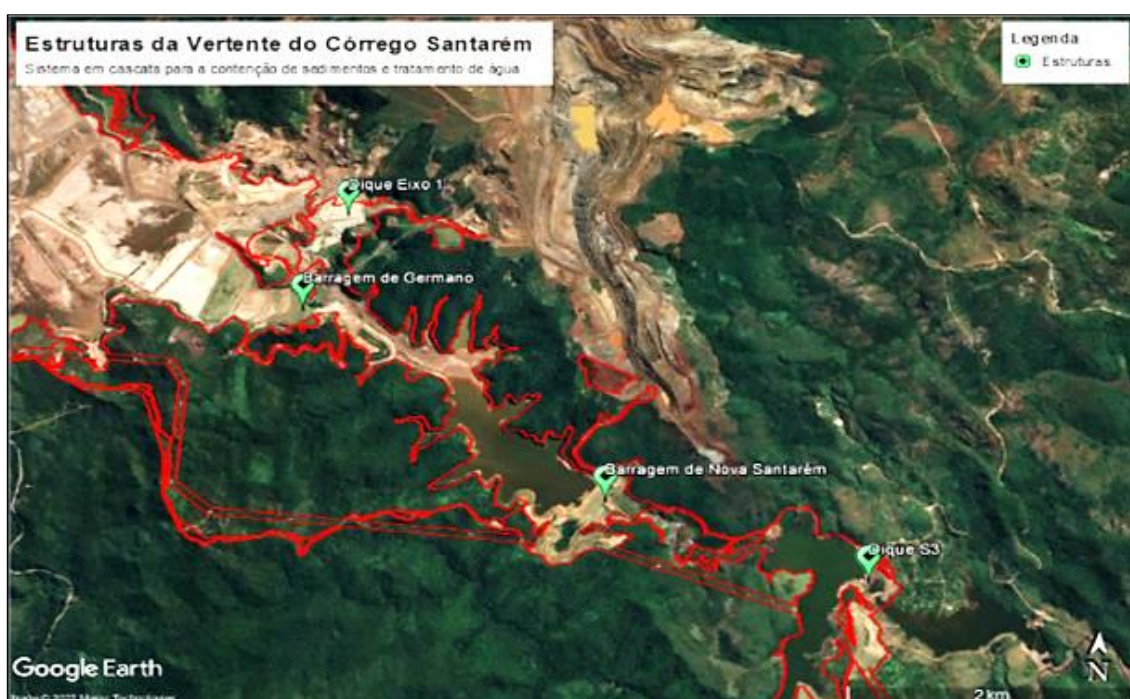 Estruturas da Vertente do Córrego Santarém
Sistema em cascata para a contenção de sedimentos e tratamento de água
Legenda
Estruturas
Dique Eixo 1
Barragem de Germano
Barragem de Nova Santarém
Dique S3
Google Earth
N
2 km